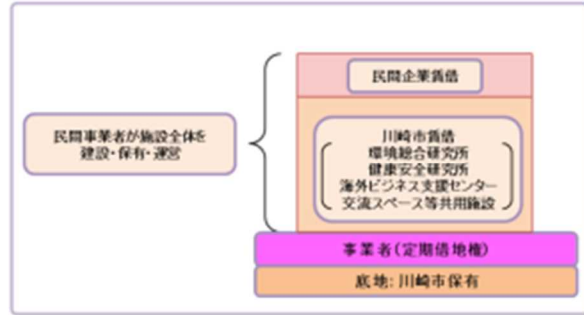 民間企業賃借
民間事業者が施設全体を
建設・保有・運営
川崎市賃借
環境総合研究所
健康安全研究所
海外ビジネス支援センター
交流スペース等共用施設
事業者(定期借地権)
底地:川崎市保有